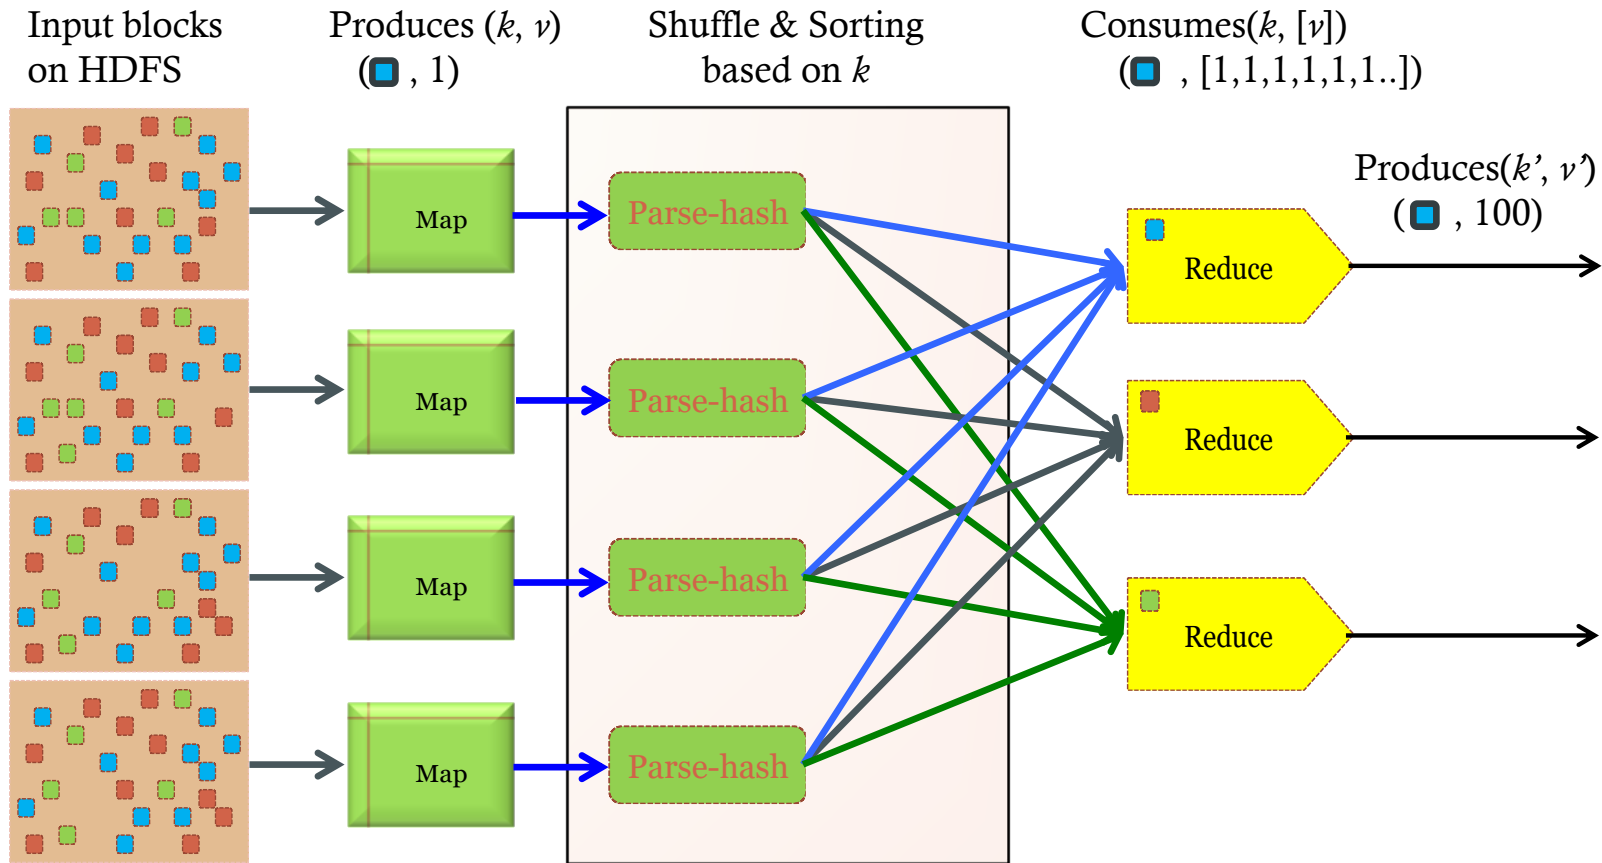 Input blocks
on HDFS
Produces (k, v)
( , 1)
Shuffle & Sorting
based on k
Consumes(k, [v])
( , [1,1,1,1,1,1..])
Produces(k’, v’)
( , 100)
Map
Parse-hash
Reduce
Map
Parse-hash
Reduce
Map
Parse-hash
Reduce
Map
Parse-hash